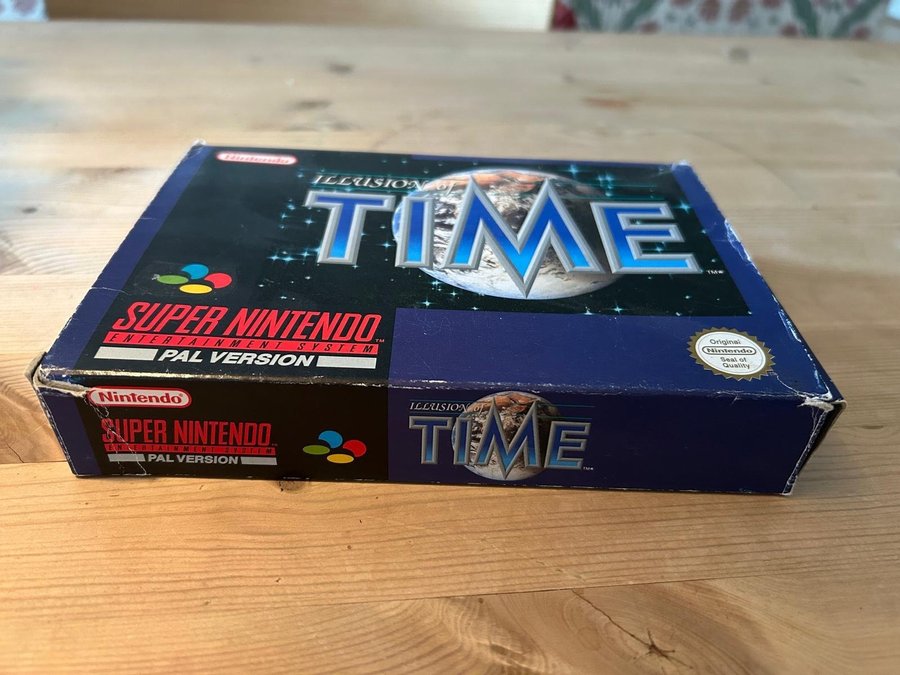 Nintendo
ILLUSION of
TIME
TM
SUPER NINTENDO
TM
ENTERTAINMENT SYSTEM
PAL VERSION
Original
Nintendo
Seal of
Quality
Nintendo
SUPER NINTENDO
ENTERTAINMENT SYSTEM
PAL VERSION
ILLUSION of
TIME
TM